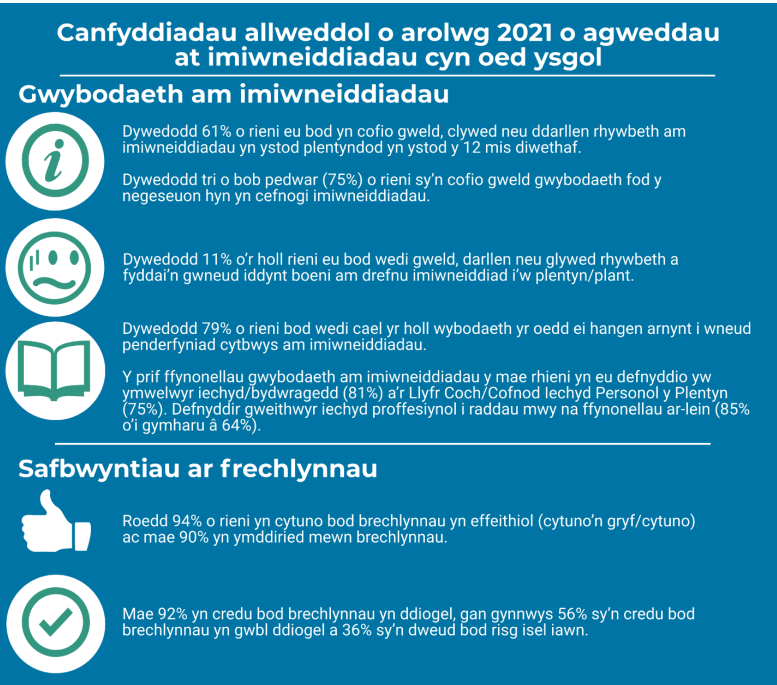 Canfyddiadau allweddol o arolwg 2021 o agweddau
at imiwneiddiadau cyn oed ysgol
Gwybodaeth am imiwneiddiadau
Dywedodd 61% o rieni eu bod yn cofio gweld, clywed neu ddarllen rhywbeth am
imiwneiddiadau yn ystod plentyndod yn ystod y 12 mis diwethaf.
Dywedodd tri o bob pedwar (75%) o rieni sy'n cofio gweld gwybodaeth fod y
negeseuon hyn yn cefnogi imiwneiddiadau.
Dywedodd 11% o'r holl rieni eu bod wedi gweld, darllen neu glywed rhywbeth a
fyddai'n gwneud iddynt boeni am drefnu imiwneiddiad i'w plentyn/plant.
Dywedodd 79% o rieni bod wedi cael yr holl wybodaeth yr oedd ei hangen arnynt i wneud
penderfyniad cytbwys am imiwneiddiadau.
Y prif ffynonellau gwybodaeth am imiwneiddiadau y mae rhieni yn eu defnyddio yw
ymwelwyr iechyd/bydwragedd (81%) a'r Llyfr Coch/Cofnod Iechyd Personol y Plentyn
(75%). Defnyddir gweithwyr iechyd proffesiynol i raddau mwy na ffynonellau ar-lein (85%
o'i gymharu â 64%).
Safbwyntiau ar frechlynnau
Roedd 94% o rieni yn cytuno bod brechlynnau yn effeithiol (cytuno'n gryf/cytuno)
ac mae 90% yn ymddiried mewn brechlynnau.
Mae 92% yn credu bod brechlynnau yn ddiogel, gan gynnwys 56% sy'n credu bod
brechlynnau yn gwbl ddiogel a 36% sy'n dweud bod risg isel iawn.